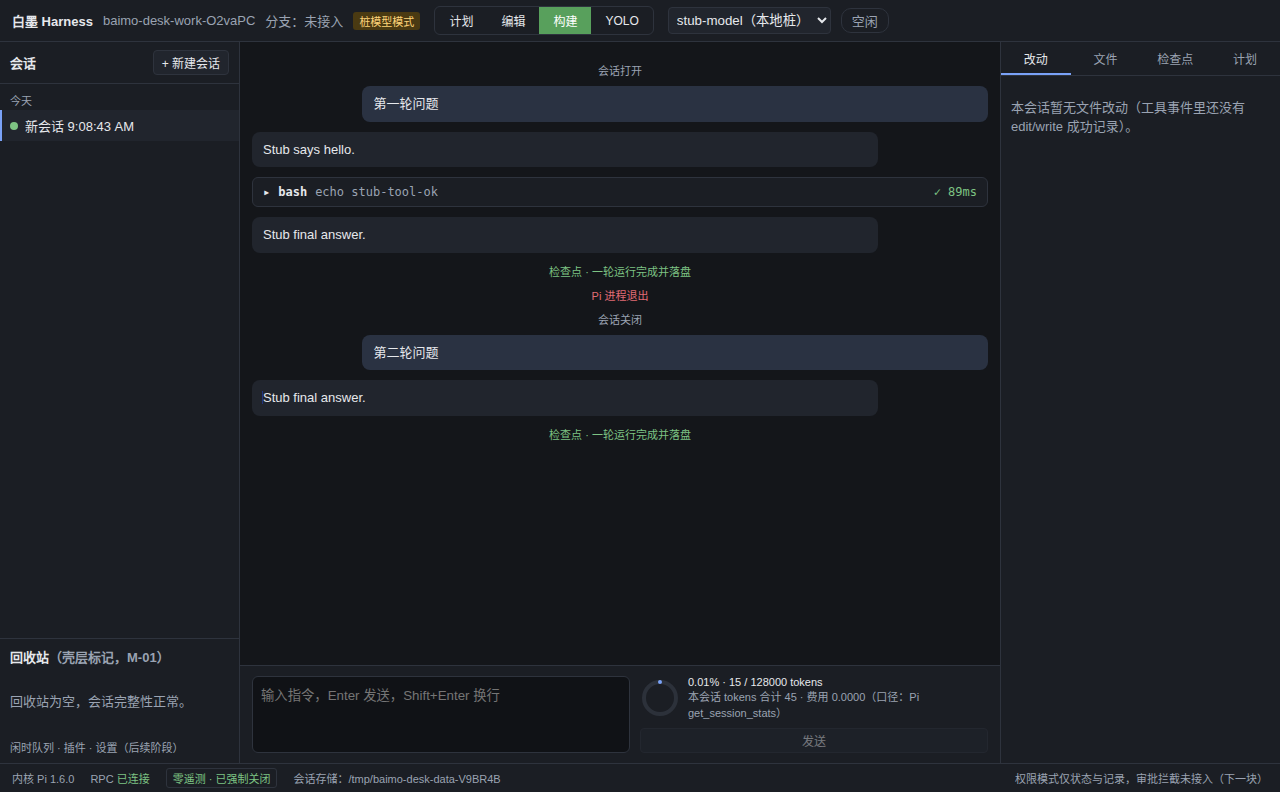 白墨 Harness baimo-desk-work-O2vaPC 分支：未接入 桩模型模式 计划 编辑 构建 YOLO stub-model（本地桩） 空闲
会话 + 新建会话
今天
新会话 9:08:43 AM
回收站（壳层标记，M-01）
回收站为空，会话完整性正常。
闲时队列 · 插件 · 设置（后续阶段）
会话打开
第一轮问题
Stub says hello.
▸ bash echo stub-tool-ok ✓ 89ms
Stub final answer.
检查点 · 一轮运行完成并落盘
Pi 进程退出
会话关闭
第二轮问题
Stub final answer.
检查点 · 一轮运行完成并落盘
输入指令，Enter 发送，Shift+Enter 换行
0.01% · 15 / 128000 tokens
本会话 tokens 合计 45 · 费用 0.0000（口径：Pi
get_session_stats）
发送
改动 文件 检查点 计划
本会话暂无文件改动（工具事件里还没有
edit/write 成功记录）。
内核 Pi 1.6.0 RPC 已连接 零遥测 · 已强制关闭 会话存储：/tmp/baimo-desk-data-V9BR4B 权限模式仅状态与记录，审批拦截未接入（下一块）